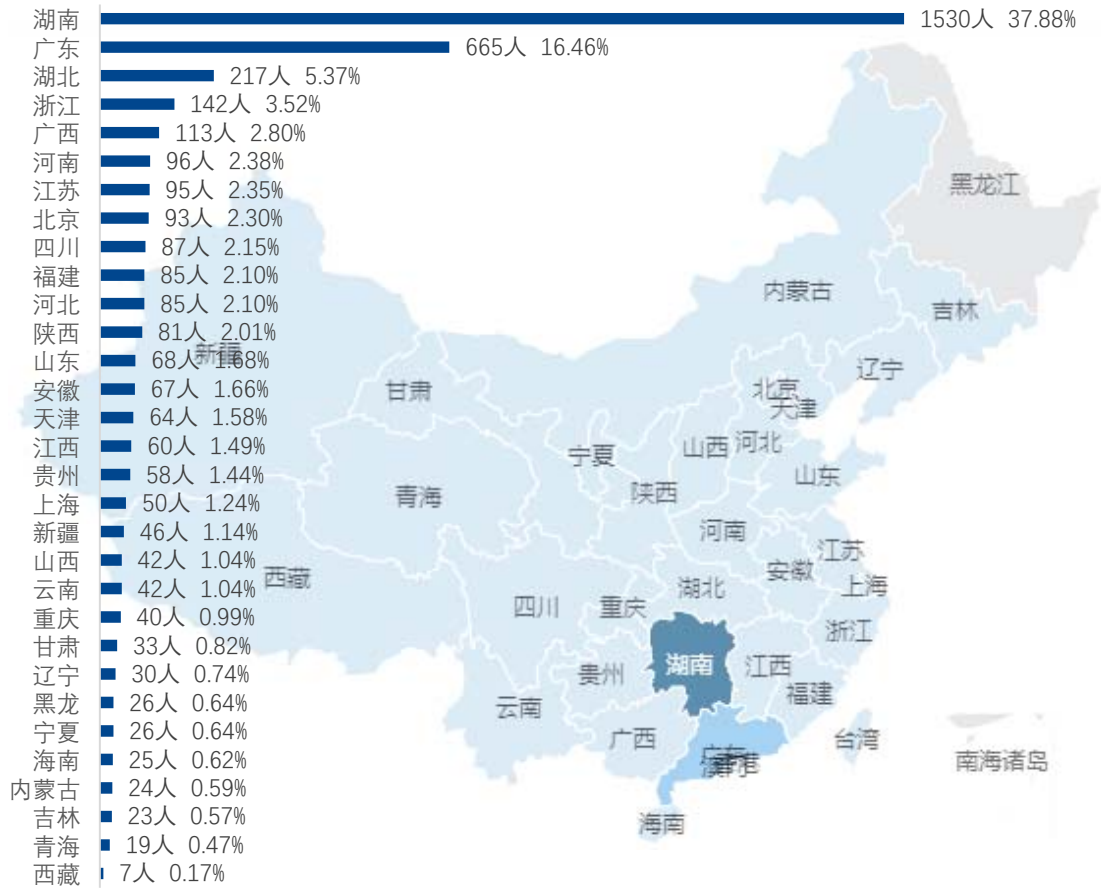 湖南 1530人 37.88%
广东 665人 16.46%
湖北 217人 5.37%
浙江 142人 3.52%
广西 113人 2.80%
河南 96人 2.38%
江苏 95人 2.35%
北京 93人 2.30%
四川 87人 2.15%
福建 85人 2.10%
河北 85人 2.10%
陕西 81人 2.01%
山东 68人 1.68%
安徽 67人 1.66%
天津 64人 1.58%
江西 60人 1.49%
贵州 58人 1.44%
上海 50人 1.24%
新疆 46人 1.14%
山西 42人 1.04%
云南 42人 1.04%
重庆 40人 0.99%
甘肃 33人 0.82%
辽宁 30人 0.74%
黑龙 26人 0.64%
宁夏 26人 0.64%
海南 25人 0.62%
内蒙古 24人 0.59%
吉林 23人 0.57%
青海 19人 0.47%
西藏 7人 0.17%
黑龙江
内蒙古
吉林
新疆
辽宁
甘肃
北京
天津
山西
河北
宁夏
山东
陕西
青海
河南
江苏
安徽
西藏
上海
湖北
四川
重庆
浙江
湖南
江西
贵州
福建
云南
广西
台湾
广东
南海诸岛
海南